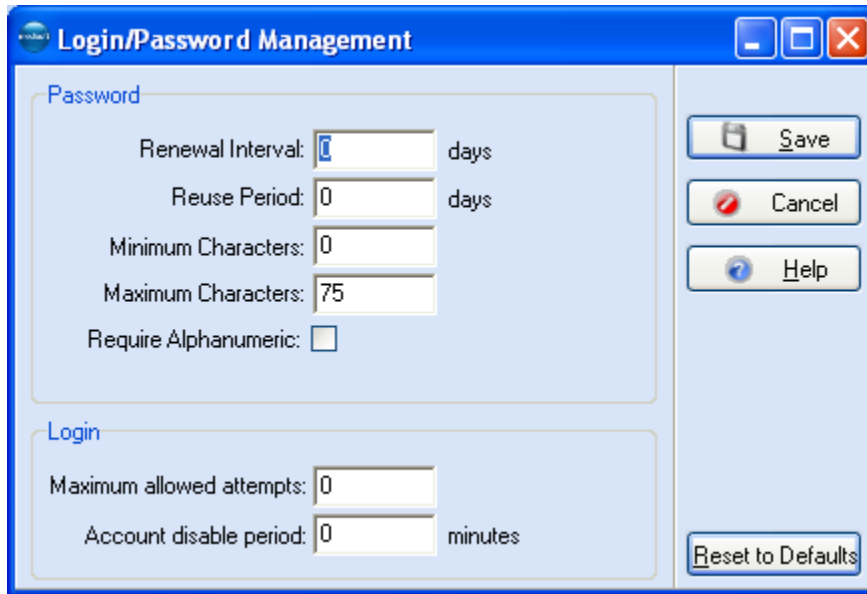 Login/Password Management
Password
Renewal Interval: 0 days
Reuse Period: 0 days
Minimum Characters: 0
Maximum Characters: 75
Require Alphanumeric:
Login
Maximum allowed attempts: 0
Account disable period: 0 minutes
Save
Cancel
Help
Reset to Defaults